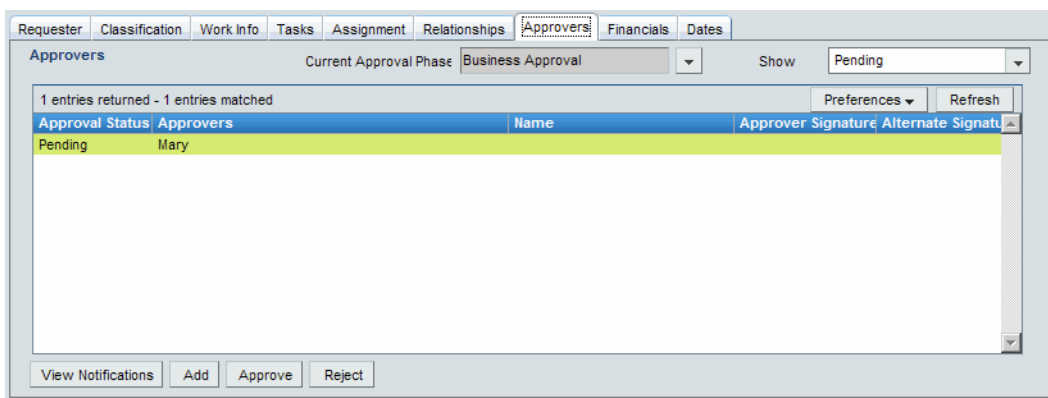 Requester Classification Work Info Tasks Assignment Relationships Approvers Financials Dates
Approvers Current Approval Phase Business Approval Show Pending
1 entries returned - 1 entries matched Preferences Refresh
Approval Status Approvers Name Approver Signature Alternate Signatu
Pending Mary
View Notifications Add Approve Reject